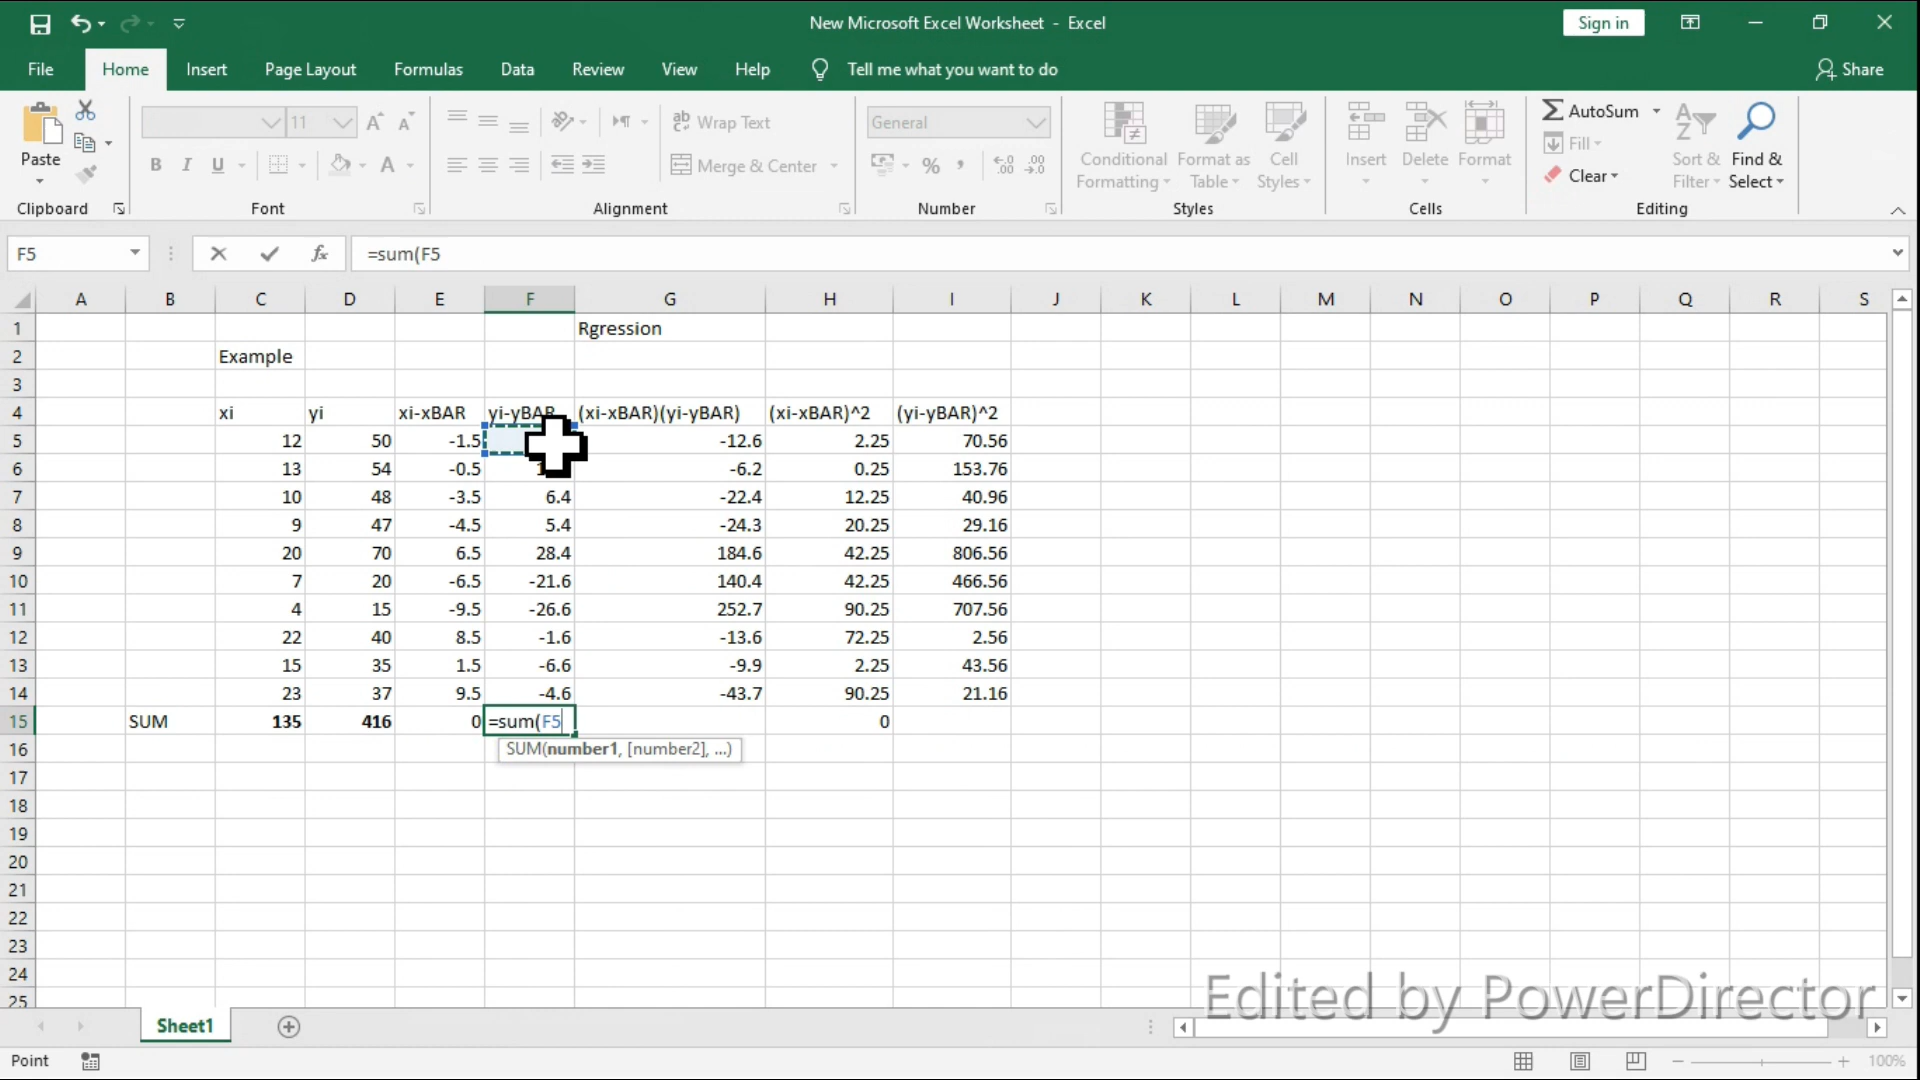 New Microsoft Excel Worksheet - Excel
Sign in
File Home Insert Page Layout Formulas Data Review View Help Tell me what you want to do Share
Paste
Clipboard
11
B I U A
Font
Wrap Text
Merge & Center
Alignment
General
% , .00
Number
Conditional Formatting
Format as Table
Cell Styles
Styles
Insert Delete Format
Cells
AutoSum
Fill
Clear
Sort & Filter
Find & Select
Editing
F5 fx =sum(F5
A B C D E F G H I J K L M N O P Q R S
1 Rgression
2 Example
3
4 xi yi xi-xBAR yi-yBAR (xi-xBAR)(yi-yBAR) (xi-xBAR)^2 (yi-yBAR)^2
5 12 50 -1.5 -12.6 2.25 70.56
6 13 54 -0.5 -6.2 0.25 153.76
7 10 48 -3.5 6.4 -22.4 12.25 40.96
8 9 47 -4.5 5.4 -24.3 20.25 29.16
9 20 70 6.5 28.4 184.6 42.25 806.56
10 7 20 -6.5 -21.6 140.4 42.25 466.56
11 4 15 -9.5 -26.6 252.7 90.25 707.56
12 22 40 8.5 -1.6 -13.6 72.25 2.56
13 15 35 1.5 -6.6 -9.9 2.25 43.56
14 23 37 9.5 -4.6 -43.7 90.25 21.16
15 SUM 135 416 0 =sum(F5 0
16 SUM(number1, [number2], ...)
17
18
19
20
21
22
23
24
25
Edited by PowerDirector
Sheet1
Point
100%